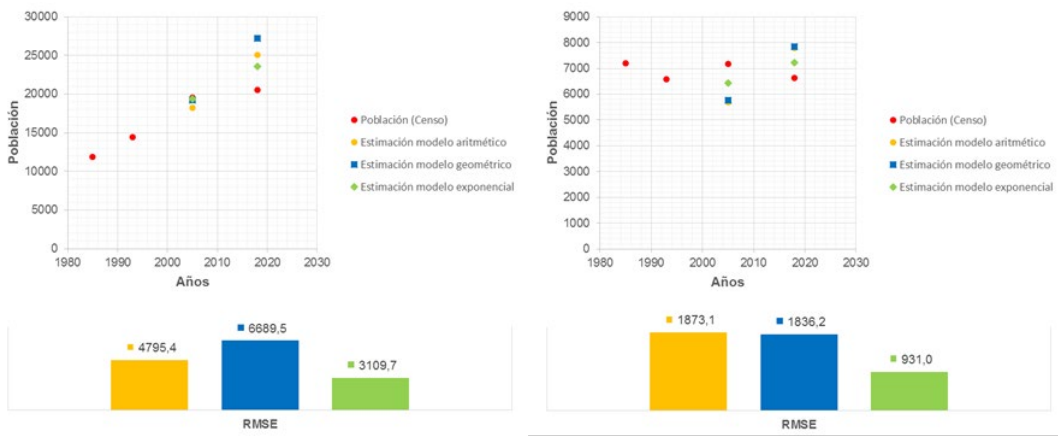 30000
25000
20000
15000
10000
5000
0
1980 1990 2000 2010 2020 2030
Población
Años
Población (Censo)
Estimación modelo aritmético
Estimación modelo geométrico
Estimación modelo exponencial
9000
8000
7000
6000
5000
4000
3000
2000
1000
0
1980 1990 2000 2010 2020 2030
Población
Años
Población (Censo)
Estimación modelo aritmético
Estimación modelo geométrico
Estimación modelo exponencial
4795,4
6689,5
3109,7
RMSE
1873,1
1836,2
931,0
RMSE